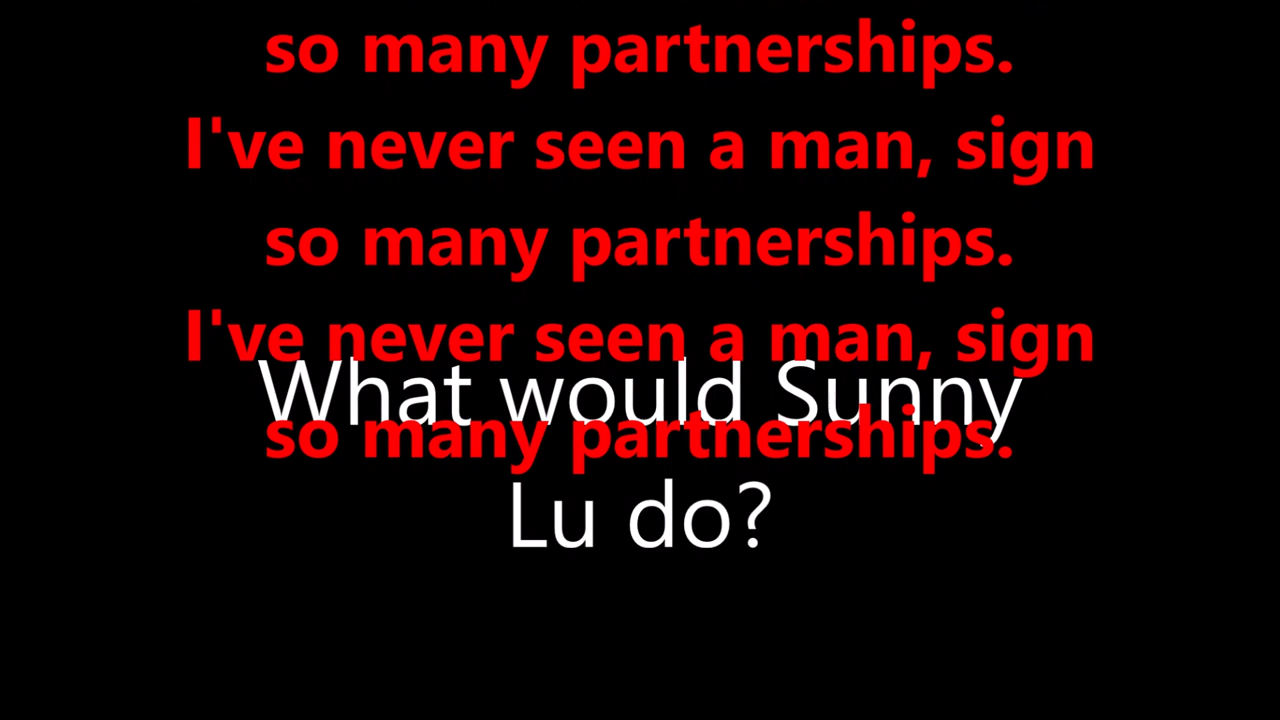 so many partnerships.
I've never seen a man, sign
so many partnerships.
I've never seen a man, sign
What would Sunny
so many partnerships.
Lu do?